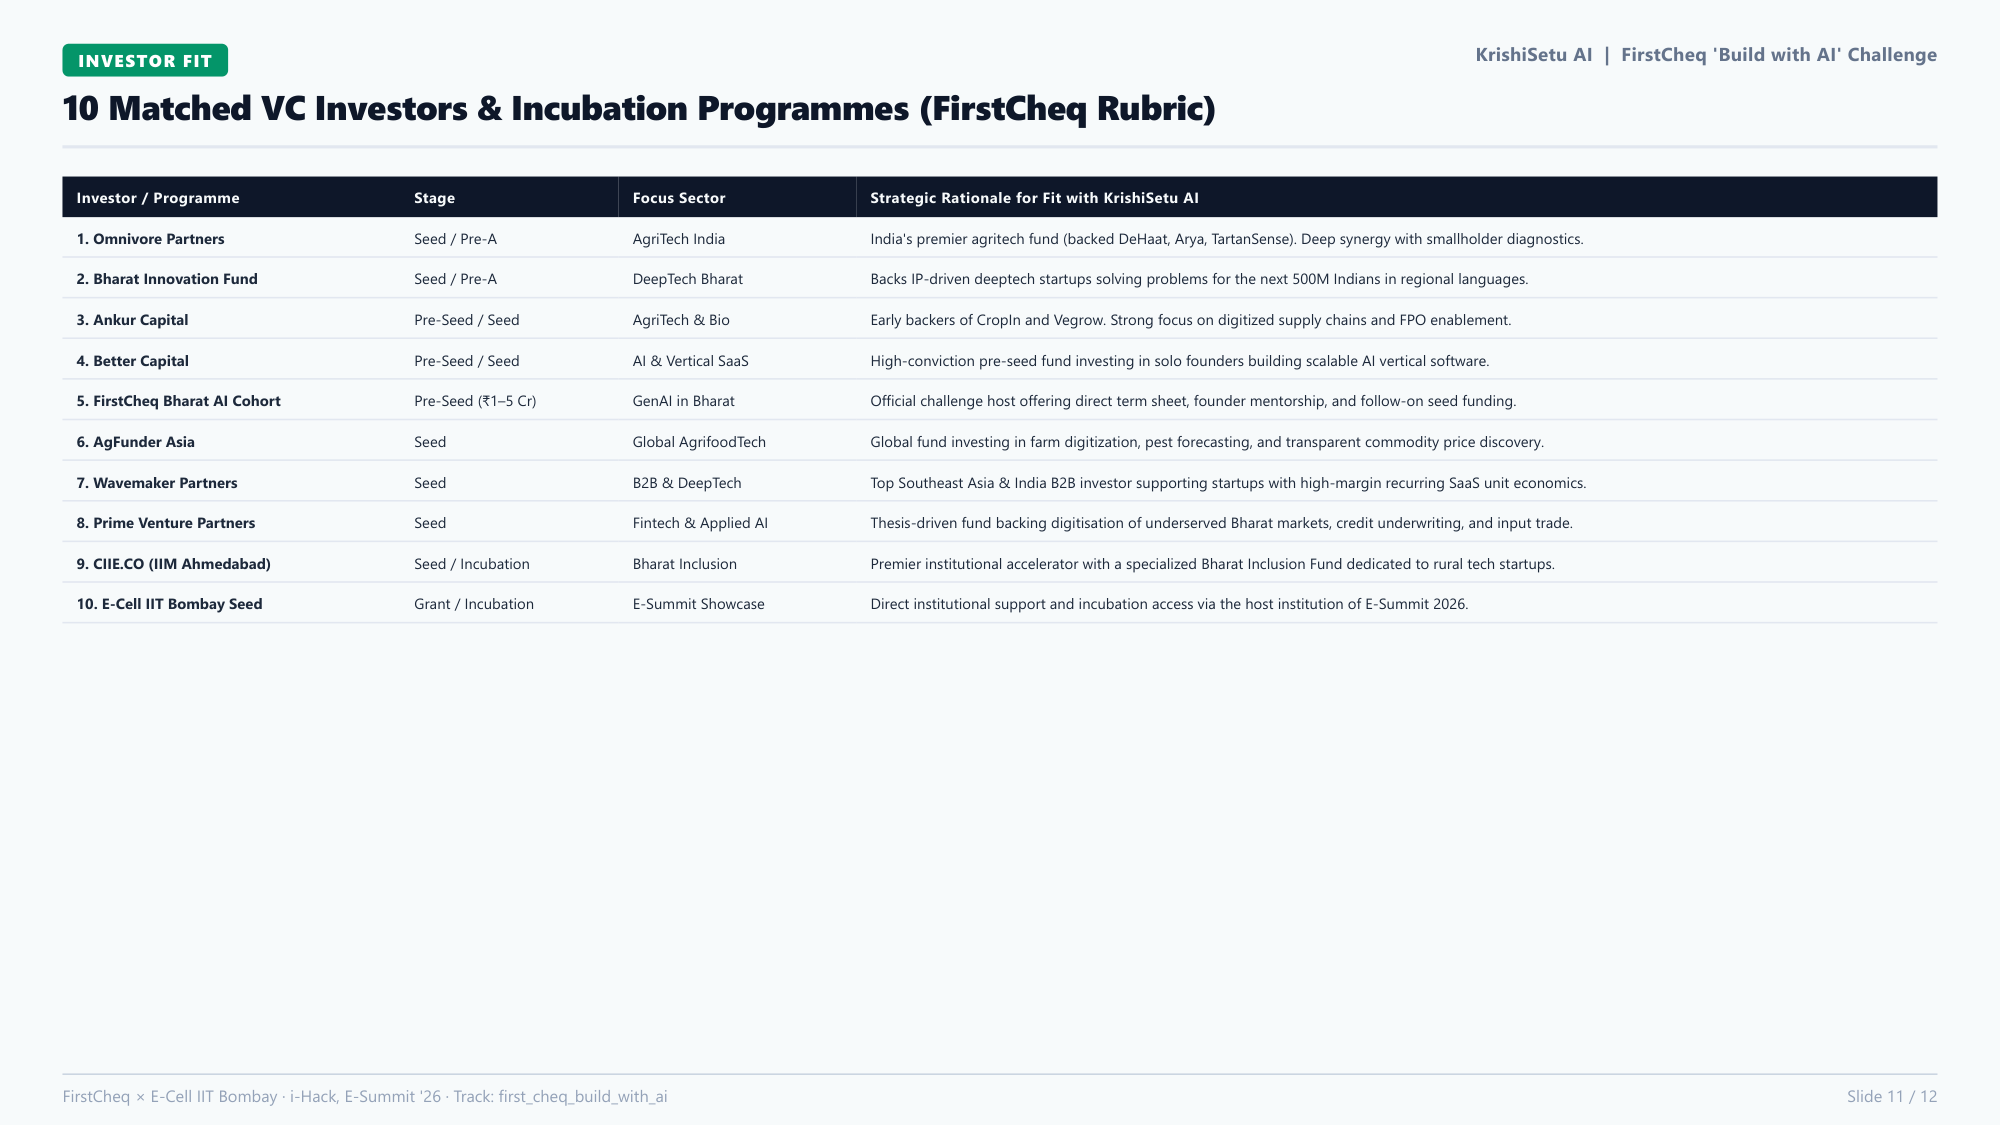 INVESTOR FIT
KrishiSetu AI | FirstCheq 'Build with AI' Challenge
10 Matched VC Investors & Incubation Programmes (FirstCheq Rubric)
Investor / Programme Stage Focus Sector Strategic Rationale for Fit with KrishiSetu AI
1. Omnivore Partners Seed / Pre-A AgriTech India India's premier agritech fund (backed DeHaat, Arya, TartanSense). Deep synergy with smallholder diagnostics.
2. Bharat Innovation Fund Seed / Pre-A DeepTech Bharat Backs IP-driven deeptech startups solving problems for the next 500M Indians in regional languages.
3. Ankur Capital Pre-Seed / Seed AgriTech & Bio Early backers of CropIn and Vegrow. Strong focus on digitized supply chains and FPO enablement.
4. Better Capital Pre-Seed / Seed AI & Vertical SaaS High-conviction pre-seed fund investing in solo founders building scalable AI vertical software.
5. FirstCheq Bharat AI Cohort Pre-Seed (₹1–5 Cr) GenAI in Bharat Official challenge host offering direct term sheet, founder mentorship, and follow-on seed funding.
6. AgFunder Asia Seed Global AgrifoodTech Global fund investing in farm digitization, pest forecasting, and transparent commodity price discovery.
7. Wavemaker Partners Seed B2B & DeepTech Top Southeast Asia & India B2B investor supporting startups with high-margin recurring SaaS unit economics.
8. Prime Venture Partners Seed Fintech & Applied AI Thesis-driven fund backing digitisation of underserved Bharat markets, credit underwriting, and input trade.
9. CIIE.CO (IIM Ahmedabad) Seed / Incubation Bharat Inclusion Premier institutional accelerator with a specialized Bharat Inclusion Fund dedicated to rural tech startups.
10. E-Cell IIT Bombay Seed Grant / Incubation E-Summit Showcase Direct institutional support and incubation access via the host institution of E-Summit 2026.
FirstCheq × E-Cell IIT Bombay · i-Hack, E-Summit '26 · Track: first_cheq_build_with_ai
Slide 11 / 12